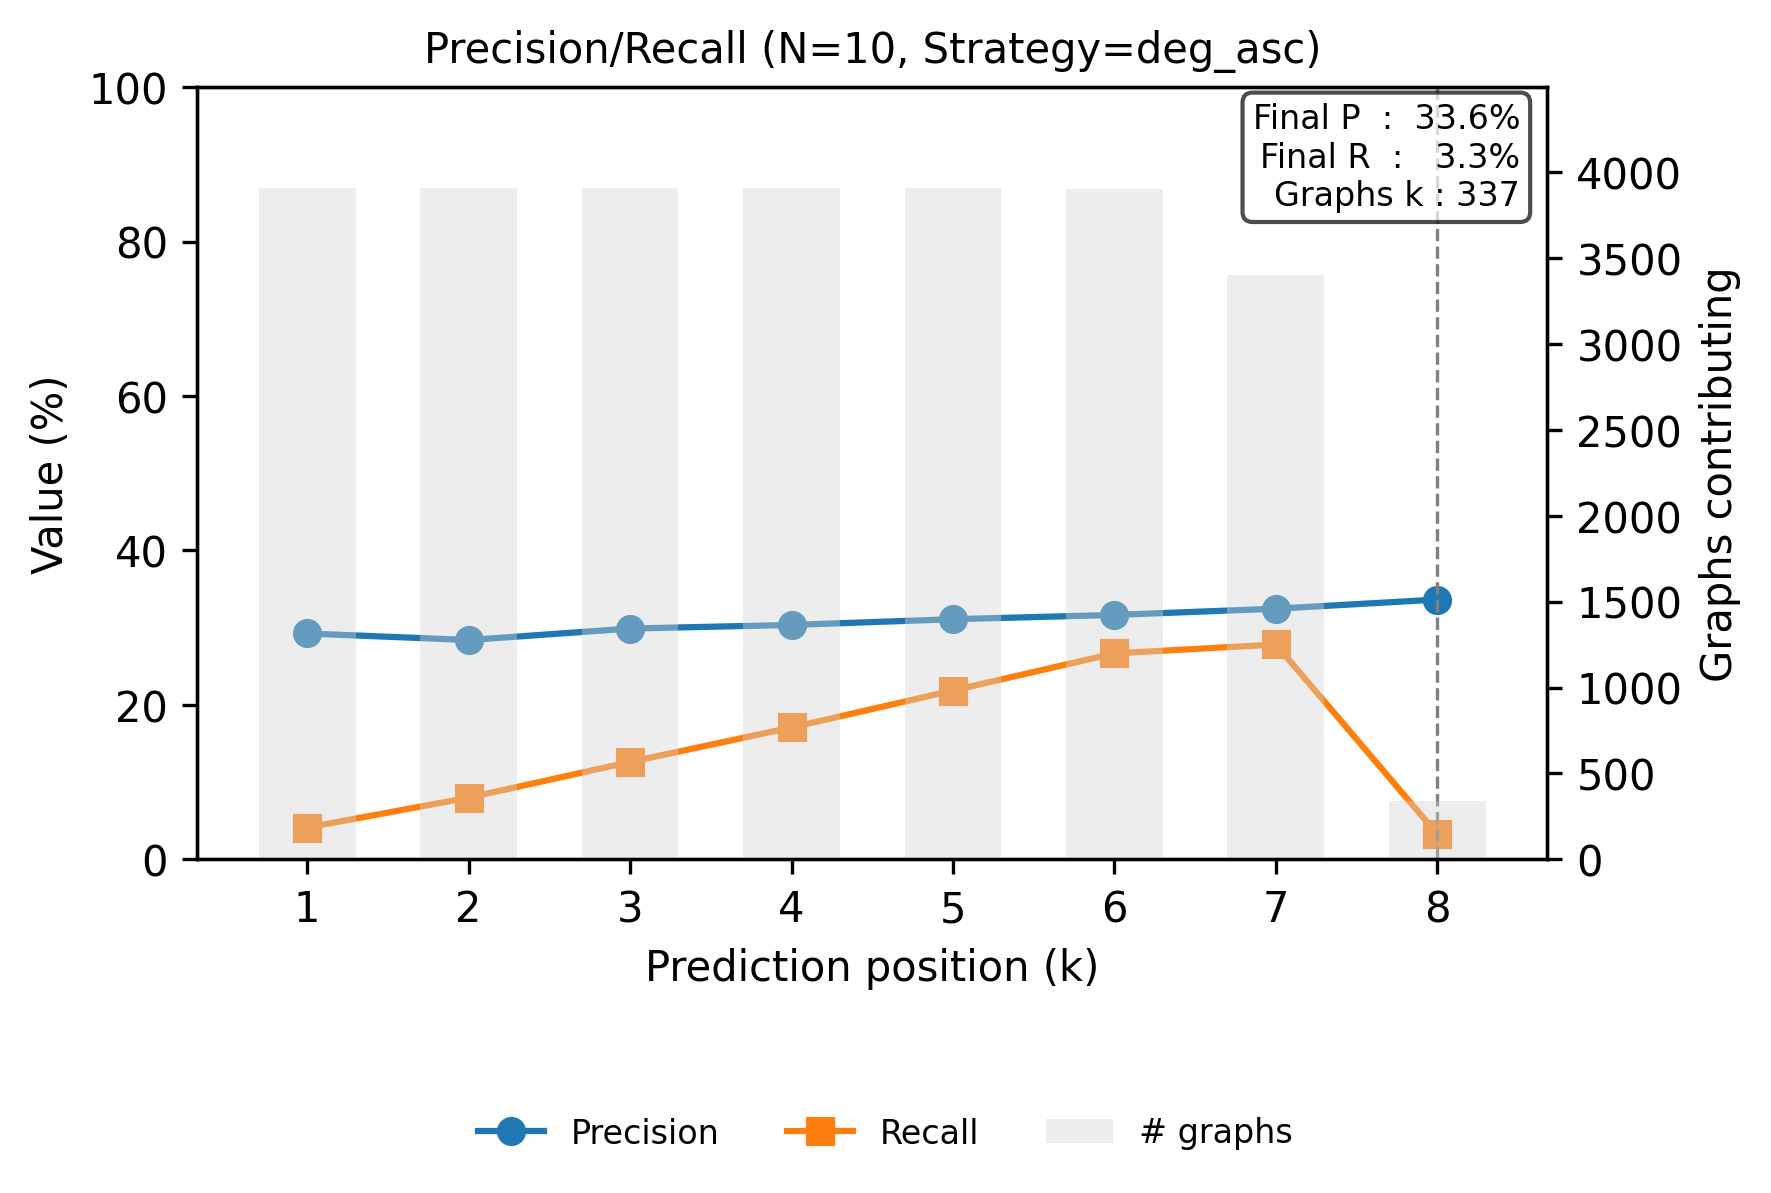 Precision/Recall (N=10, Strategy=deg_asc)
Final P : 33.6%
Final R : 3.3%
Graphs k : 337
100
80
60
40
20
0
Value (%)
4000
3500
3000
2500
2000
1500
1000
500
0
Graphs contributing
1 2 3 4 5 6 7 8
Prediction position (k)
Precision Recall # graphs